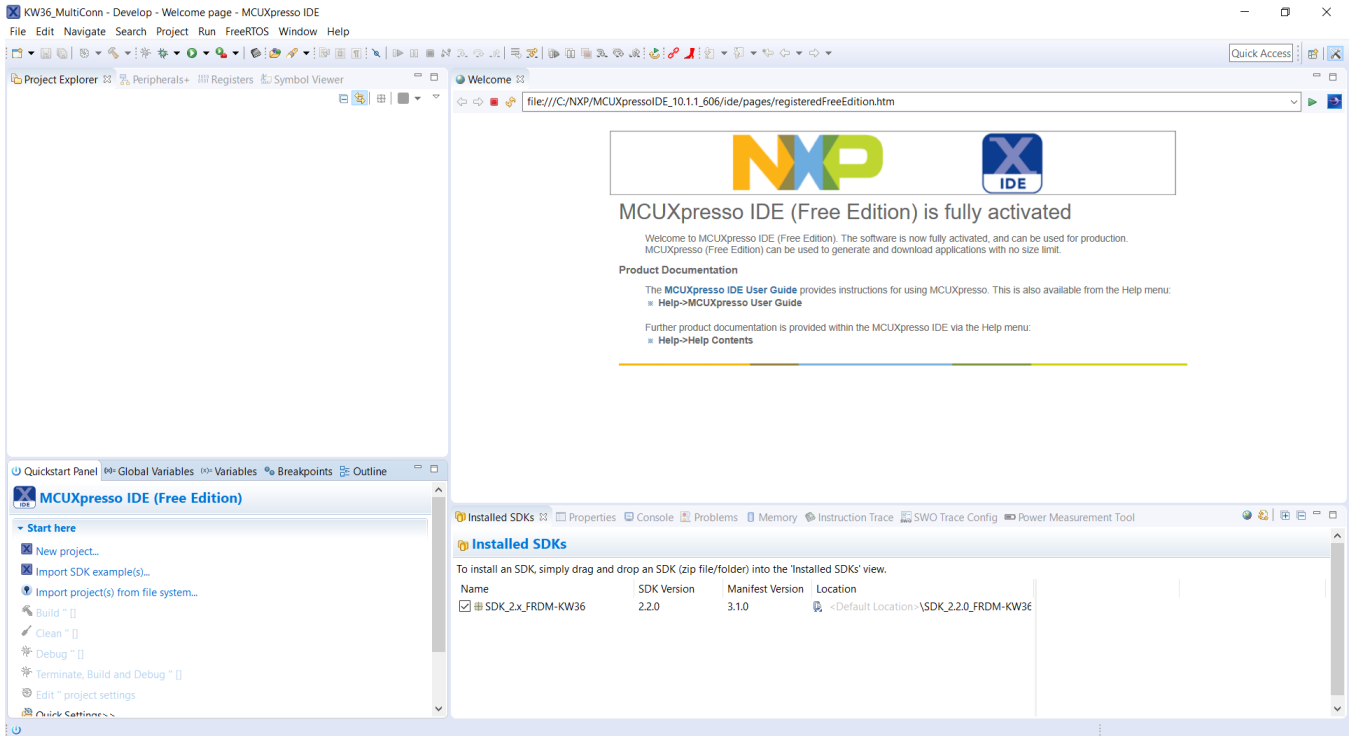 KW36_MultiConn - Develop - Welcome page - MCUXpresso IDE
File Edit Navigate Search Project Run FreeRTOS Window Help
Quick Access
Project Explorer Peripherals+ Registers Symbol Viewer
Welcome
file:///C:/NXP/MCUXpressoIDE_10.1.1_606/ide/pages/registeredFreeEdition.htm
NXP
X IDE
MCUXpresso IDE (Free Edition) is fully activated
Welcome to MCUXpresso IDE (Free Edition). The software is now fully activated, and can be used for production.
MCUXpresso (Free Edition) can be used to generate and download applications with no size limit.
Product Documentation
The MCUXpresso IDE User Guide provides instructions for using MCUXpresso. This is also available from the Help menu:
Help->MCUXpresso User Guide
Further product documentation is provided within the MCUXpresso IDE via the Help menu:
Help->Help Contents
Quickstart Panel (x)= Global Variables (x)= Variables Breakpoints Outline
X IDE MCUXpresso IDE (Free Edition)
Start here
New project...
Import SDK example(s)...
Import project(s) from file system...
Build '' []
Clean '' []
Debug '' []
Terminate, Build and Debug '' []
Edit '' project settings
Quick Settings>>
Installed SDKs Properties Console Problems Memory Instruction Trace SWO Trace Config Power Measurement Tool
Installed SDKs
To install an SDK, simply drag and drop an SDK (zip file/folder) into the 'Installed SDKs' view.
Name SDK Version Manifest Version Location
SDK_2.x_FRDM-KW36 2.2.0 3.1.0 <Default Location>\SDK_2.2.0_FRDM-KW36